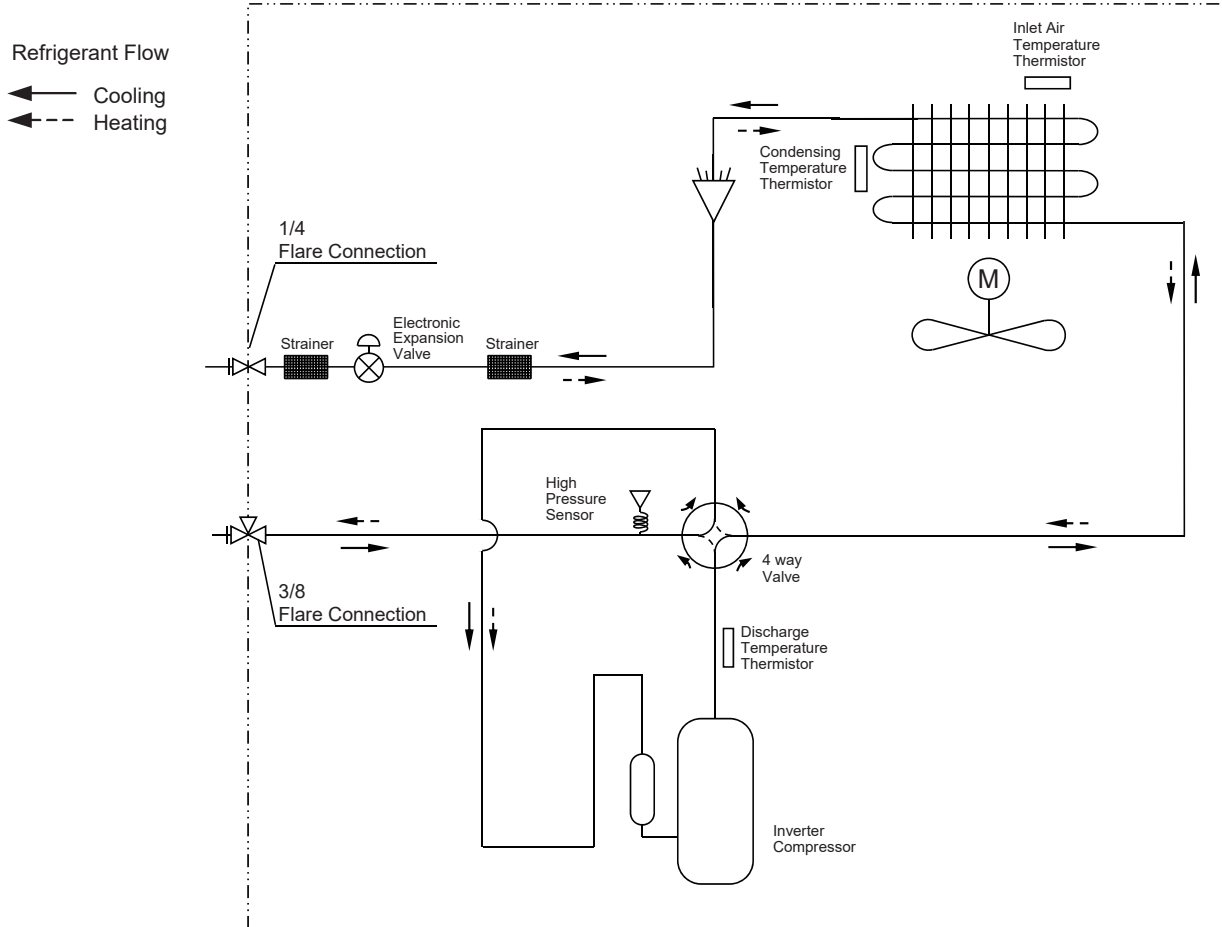 Refrigerant Flow
Cooling
Heating
Inlet Air
Temperature
Thermistor
Condensing
Temperature
Thermistor
M
1/4
Flare Connection
Strainer
Electronic
Expansion
Valve
Strainer
High
Pressure
Sensor
4 way
Valve
3/8
Flare Connection
Discharge
Temperature
Thermistor
Inverter
Compressor